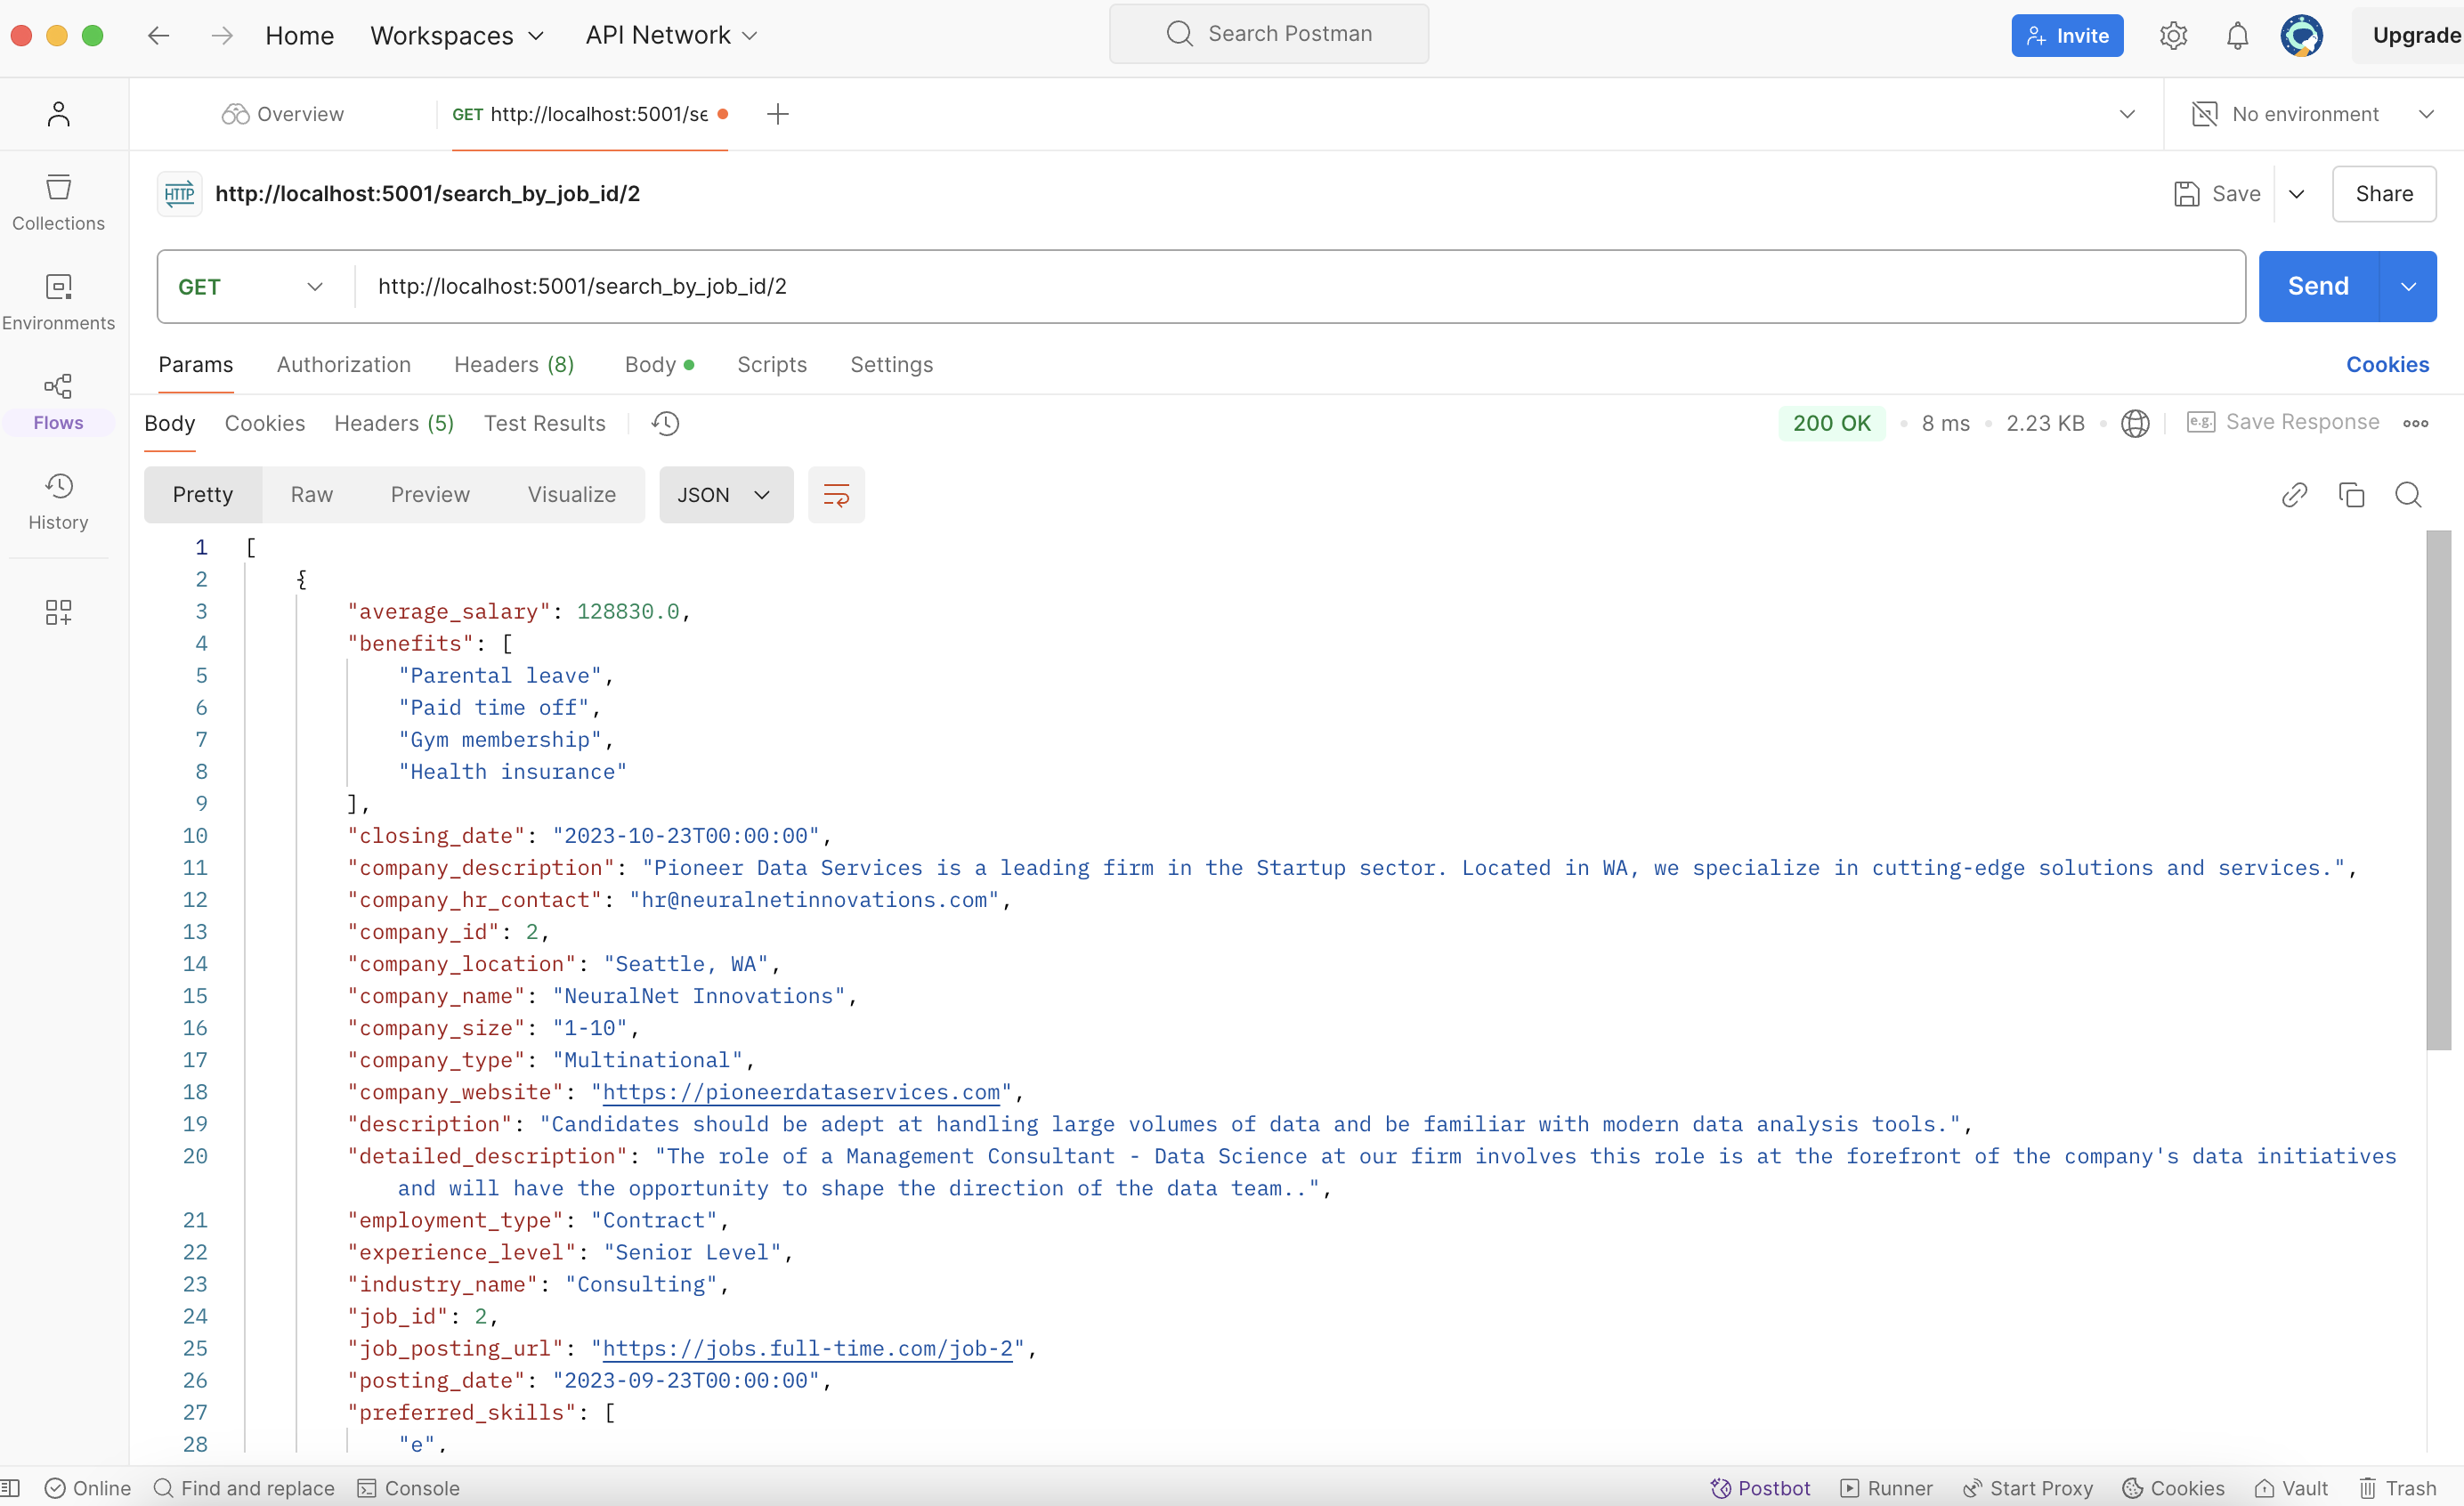 Home Workspaces API Network Search Postman Invite Upgrade
Overview GET http://localhost:5001/se No environment
HTTP http://localhost:5001/search_by_job_id/2 Save Share
GET http://localhost:5001/search_by_job_id/2 Send
Params Authorization Headers (8) Body Scripts Settings Cookies
Body Cookies Headers (5) Test Results 200 OK 8 ms 2.23 KB e.g. Save Response
Pretty Raw Preview Visualize JSON
Collections
Environments
Flows
History
1 [
2 {
3 "average_salary": 128830.0,
4 "benefits": [
5 "Parental leave",
6 "Paid time off",
7 "Gym membership",
8 "Health insurance"
9 ],
10 "closing_date": "2023-10-23T00:00:00",
11 "company_description": "Pioneer Data Services is a leading firm in the Startup sector. Located in WA, we specialize in cutting-edge solutions and services.",
12 "company_hr_contact": "hr@neuralnetinnovations.com",
13 "company_id": 2,
14 "company_location": "Seattle, WA",
15 "company_name": "NeuralNet Innovations",
16 "company_size": "1-10",
17 "company_type": "Multinational",
18 "company_website": "https://pioneerdataservices.com",
19 "description": "Candidates should be adept at handling large volumes of data and be familiar with modern data analysis tools.",
20 "detailed_description": "The role of a Management Consultant - Data Science at our firm involves this role is at the forefront of the company's data initiatives
and will have the opportunity to shape the direction of the data team..",
21 "employment_type": "Contract",
22 "experience_level": "Senior Level",
23 "industry_name": "Consulting",
24 "job_id": 2,
25 "job_posting_url": "https://jobs.full-time.com/job-2",
26 "posting_date": "2023-09-23T00:00:00",
27 "preferred_skills": [
28 "e",
Online Find and replace Console Postbot Runner Start Proxy Cookies Vault Trash